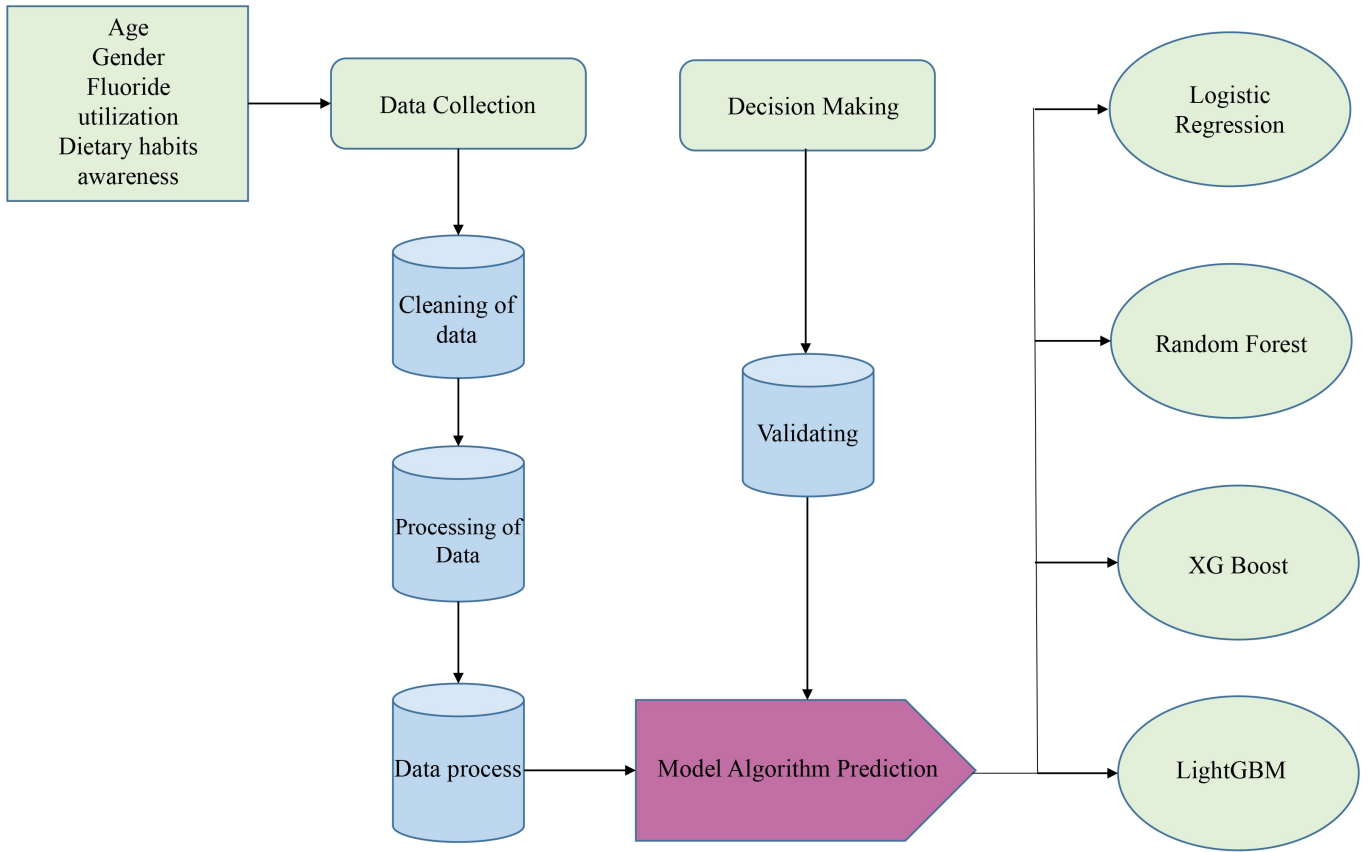 Age
Gender
Fluoride
utilization
Dietary habits
awareness
Data Collection
Cleaning of
data
Processing of
Data
Data process
Decision Making
Validating
Model Algorithm Prediction
Logistic
Regression
Random Forest
XG Boost
LightGBM